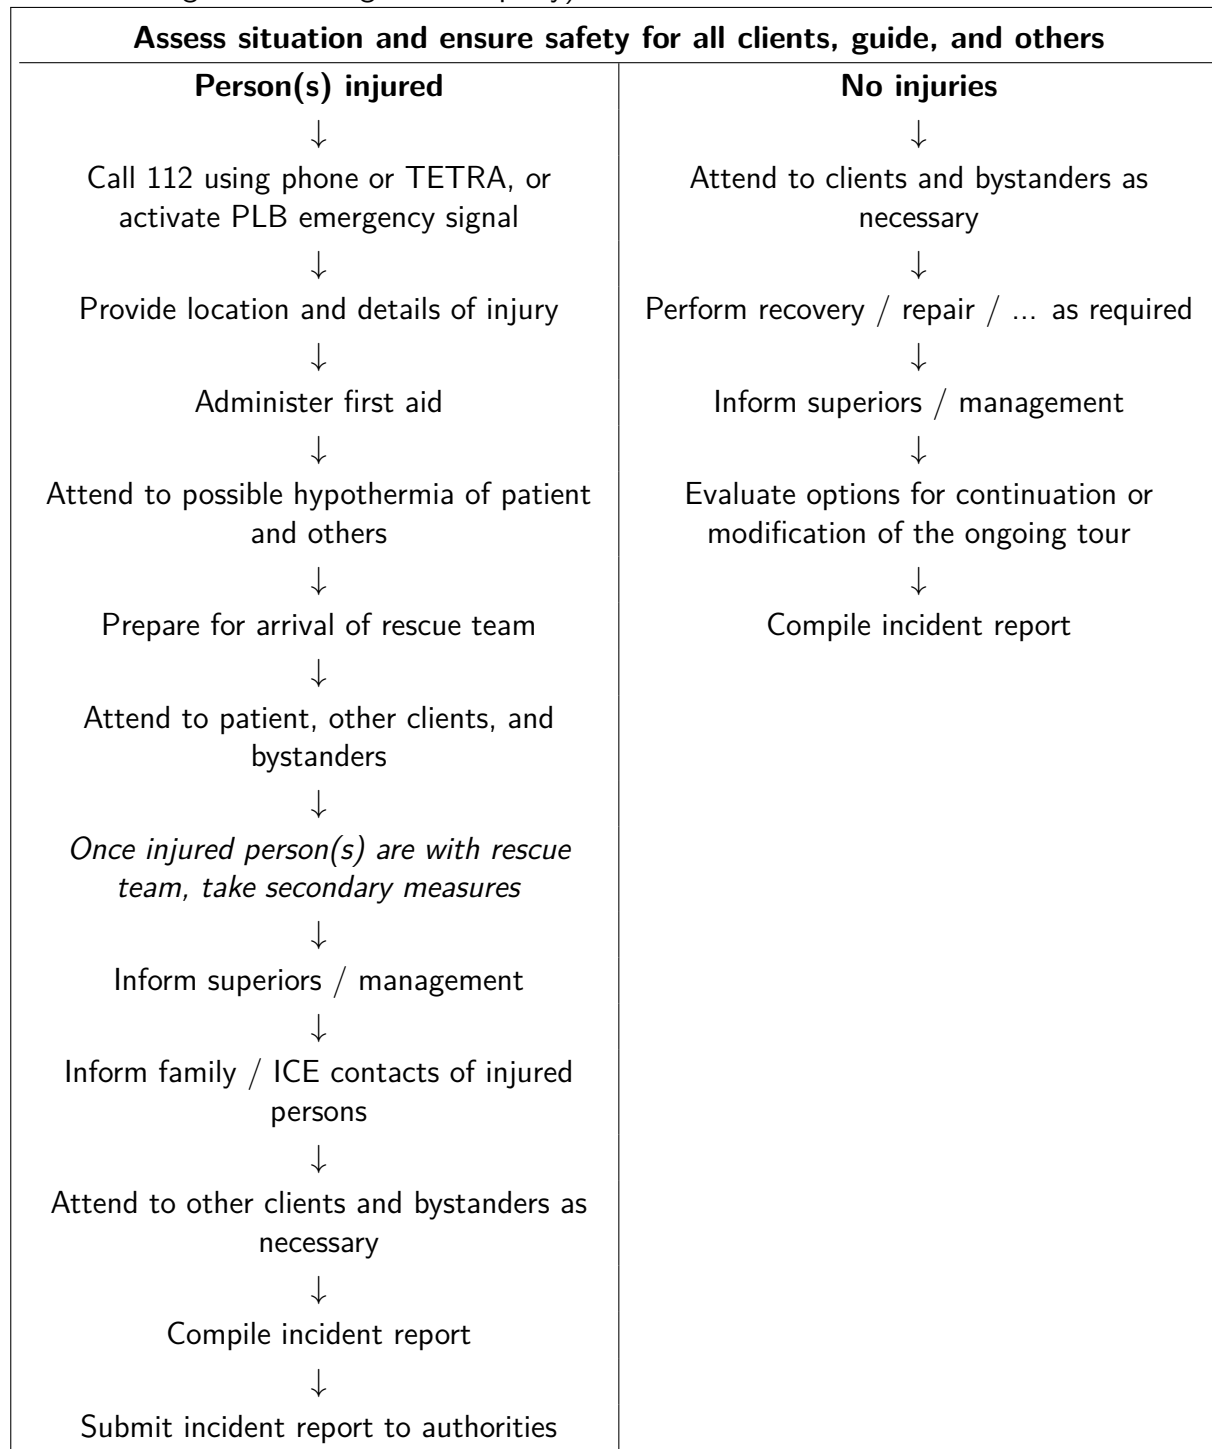 Assess situation and ensure safety for all clients, guide, and others
Person(s) injured
↓
Call 112 using phone or TETRA, or
activate PLB emergency signal
↓
Provide location and details of injury
↓
Administer first aid
↓
Attend to possible hypothermia of patient
and others
↓
Prepare for arrival of rescue team
↓
Attend to patient, other clients, and
bystanders
↓
Once injured person(s) are with rescue
team, take secondary measures
↓
Inform superiors / management
↓
Inform family / ICE contacts of injured
persons
↓
Attend to other clients and bystanders as
necessary
↓
Compile incident report
↓
Submit incident report to authorities
No injuries
↓
Attend to clients and bystanders as
necessary
↓
Perform recovery / repair / ... as required
↓
Inform superiors / management
↓
Evaluate options for continuation or
modification of the ongoing tour
↓
Compile incident report